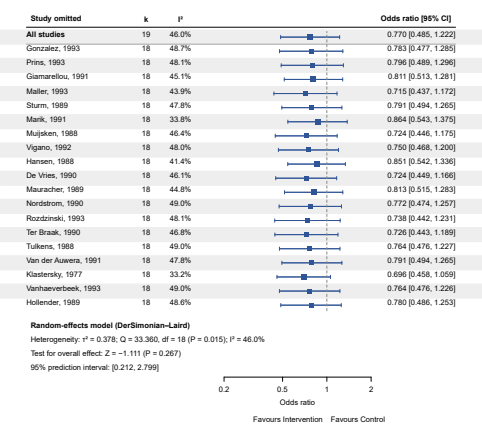 Study omitted k I² Odds ratio [95% CI]
All studies 19 46.0% 0.770 [0.485, 1.222]
Gonzalez, 1993 18 48.7% 0.783 [0.477, 1.285]
Prins, 1993 18 48.1% 0.796 [0.489, 1.296]
Giamarellou, 1991 18 45.1% 0.811 [0.513, 1.281]
Maller, 1993 18 43.9% 0.715 [0.437, 1.172]
Sturm, 1989 18 47.8% 0.791 [0.494, 1.265]
Marik, 1991 18 33.8% 0.864 [0.543, 1.375]
Muijsken, 1988 18 46.4% 0.724 [0.446, 1.175]
Vigano, 1992 18 48.0% 0.750 [0.468, 1.200]
Hansen, 1988 18 41.4% 0.851 [0.542, 1.336]
De Vries, 1990 18 46.1% 0.724 [0.449, 1.166]
Mauracher, 1989 18 44.8% 0.813 [0.515, 1.283]
Nordstrom, 1990 18 49.0% 0.772 [0.474, 1.257]
Rozdzinski, 1993 18 48.1% 0.738 [0.442, 1.231]
Ter Braak, 1990 18 46.8% 0.726 [0.443, 1.189]
Tulkens, 1988 18 49.0% 0.764 [0.476, 1.227]
Van der Auwera, 1991 18 47.8% 0.791 [0.494, 1.265]
Klastersky, 1977 18 33.2% 0.696 [0.458, 1.059]
Vanhaeverbeek, 1993 18 49.0% 0.764 [0.476, 1.226]
Hollender, 1989 18 48.6% 0.780 [0.486, 1.253]
Random-effects model (DerSimonian–Laird)
Heterogeneity: τ² = 0.378; Q = 33.360, df = 18 (P = 0.015); I² = 46.0%
Test for overall effect: Z = −1.111 (P = 0.267)
95% prediction interval: [0.212, 2.799]
0.2 0.5 1 2
Odds ratio
Favours Intervention Favours Control